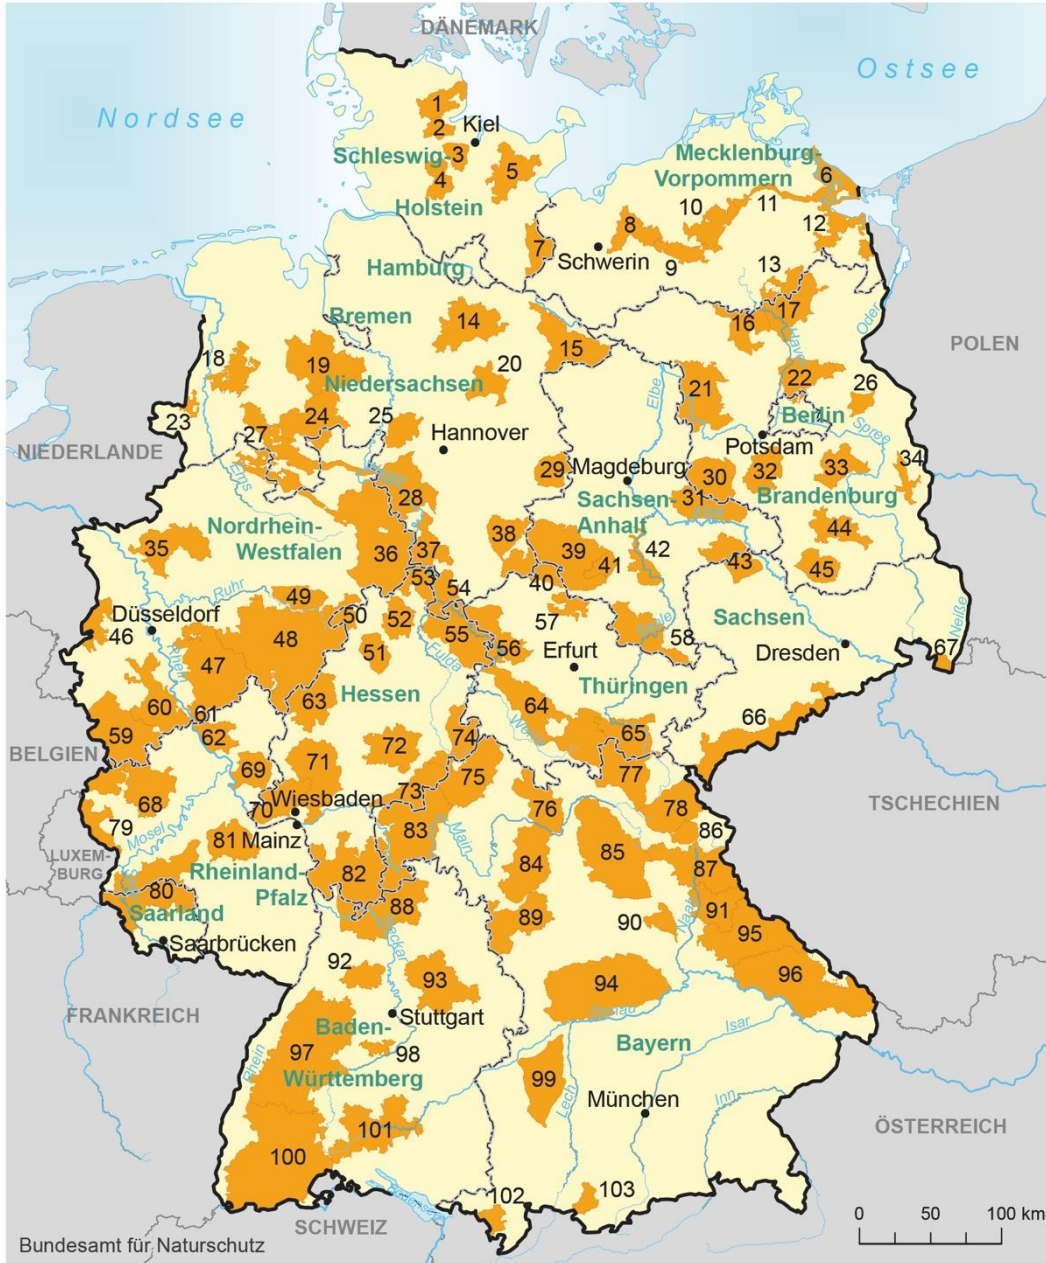 DÄNEMARK
Ostsee
Nordsee
1
2
Kiel
3
Schleswig-
4
5
Holstein
Mecklenburg-
Vorpommern
6
10
11
12
8
7
Schwerin
9
13
Hamburg
Bremen
14
16
17
Oder
POLEN
15
20
18
19
Niedersachsen
Elbe
21
Havel
22
26
Berlin
23
24
25
27
Hannover
Potsdam
Spree
NIEDERLANDE
Ems
28
29
Magdeburg
30
32
33
34
31
Sachsen-
Anhalt
Brandenburg
Nordrhein-
Westfalen
35
36
37
38
39
41
42
43
44
45
40
Ruhr
49
53
54
50
52
57
Düsseldorf
46
48
55
56
Saale
58
Sachsen
Neiße
51
Fulda
Erfurt
Dresden
67
Rhein
47
Hessen
Thüringen
60
61
63
64
59
62
65
66
BELGIEN
Werra
69
71
72
74
68
75
77
73
70
Wiesbaden
76
78
TSCHECHIEN
79
Mosel
81
Mainz
83
Main
86
LUXEM-
BURG
84
85
87
80
Rheinland-
Pfalz
82
Saarland
88
89
90
Naab
91
Neckar
95
Saarbrücken
92
93
94
96
FRANKREICH
Stuttgart
Donau
Isar
Baden-
Württemberg
97
98
Bayern
Rhein
99
Lech
München
Inn
ÖSTERREICH
101
100
102
103
SCHWEIZ
0 50 100 km
Bundesamt für Naturschutz